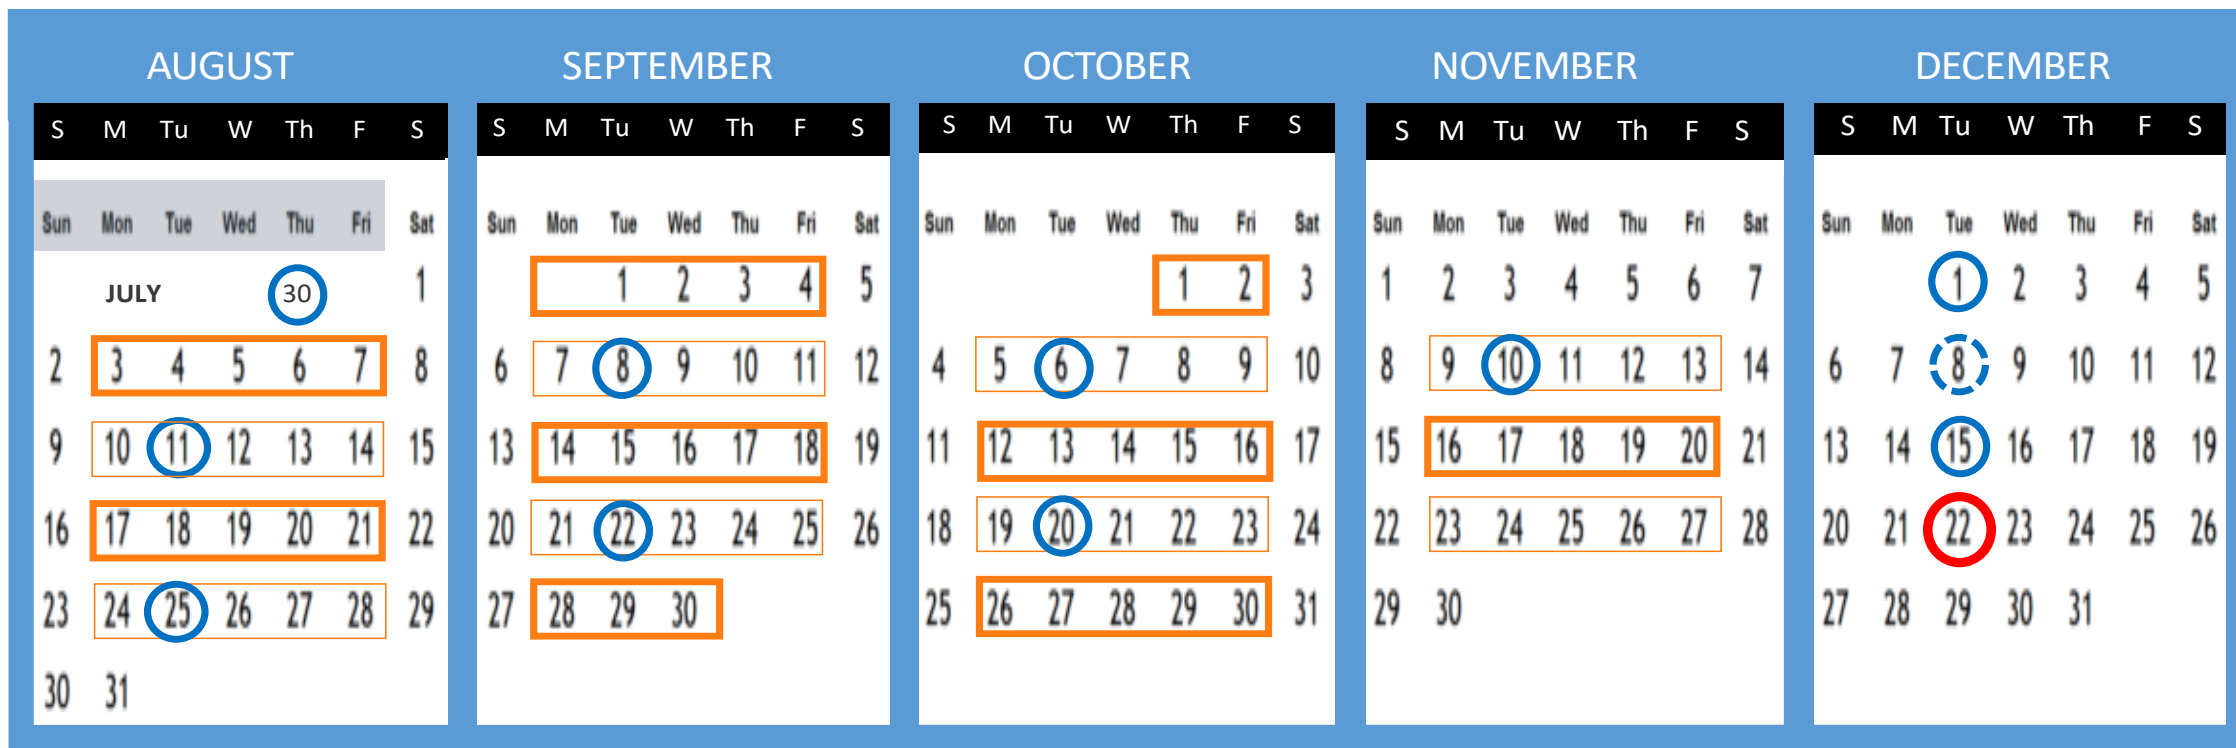 AUGUST SEPTEMBER OCTOBER NOVEMBER DECEMBER
S M Tu W Th F S S M Tu W Th F S S M Tu W Th F S S M Tu W Th F S S M Tu W Th F S
Sun Mon Tue Wed Thu Fri Sat Sun Mon Tue Wed Thu Fri Sat Sun Mon Tue Wed Thu Fri Sat Sun Mon Tue Wed Thu Fri Sat Sun Mon Tue Wed Thu Fri Sat
JULY 30 1 1 2 3 4 5 1 2 3 1 2 3 4 5 6 7 1 2 3 4 5
2 3 4 5 6 7 8 6 7 8 9 10 11 12 4 5 6 7 8 9 10 8 9 10 11 12 13 14 6 7 8 9 10 11 12
9 10 11 12 13 14 15 13 14 15 16 17 18 19 11 12 13 14 15 16 17 15 16 17 18 19 20 21 13 14 15 16 17 18 19
16 17 18 19 20 21 22 20 21 22 23 24 25 26 18 19 20 21 22 23 24 22 23 24 25 26 27 28 20 21 22 23 24 25 26
23 24 25 26 27 28 29 27 28 29 30 25 26 27 28 29 30 31 29 30 27 28 29 30 31
30 31